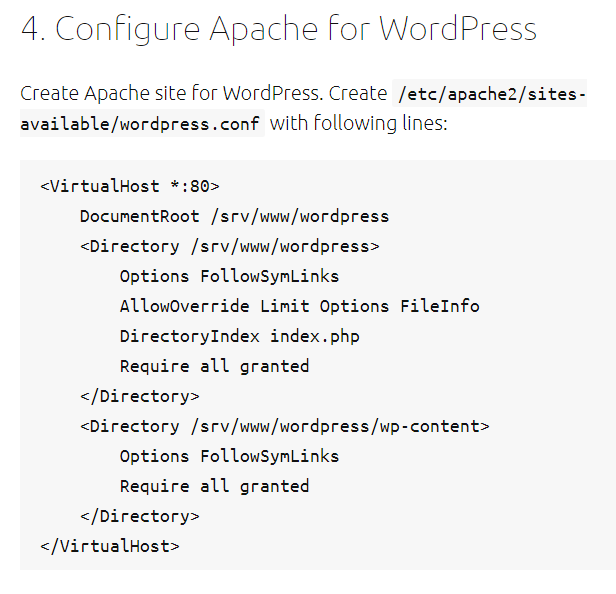 4. Configure Apache for WordPress
Create Apache site for WordPress. Create /etc/apache2/sites-
available/wordpress.conf with following lines:
<VirtualHost *:80>
    DocumentRoot /srv/www/wordpress
    <Directory /srv/www/wordpress>
        Options FollowSymLinks
        AllowOverride Limit Options FileInfo
        DirectoryIndex index.php
        Require all granted
    </Directory>
    <Directory /srv/www/wordpress/wp-content>
        Options FollowSymLinks
        Require all granted
    </Directory>
</VirtualHost>